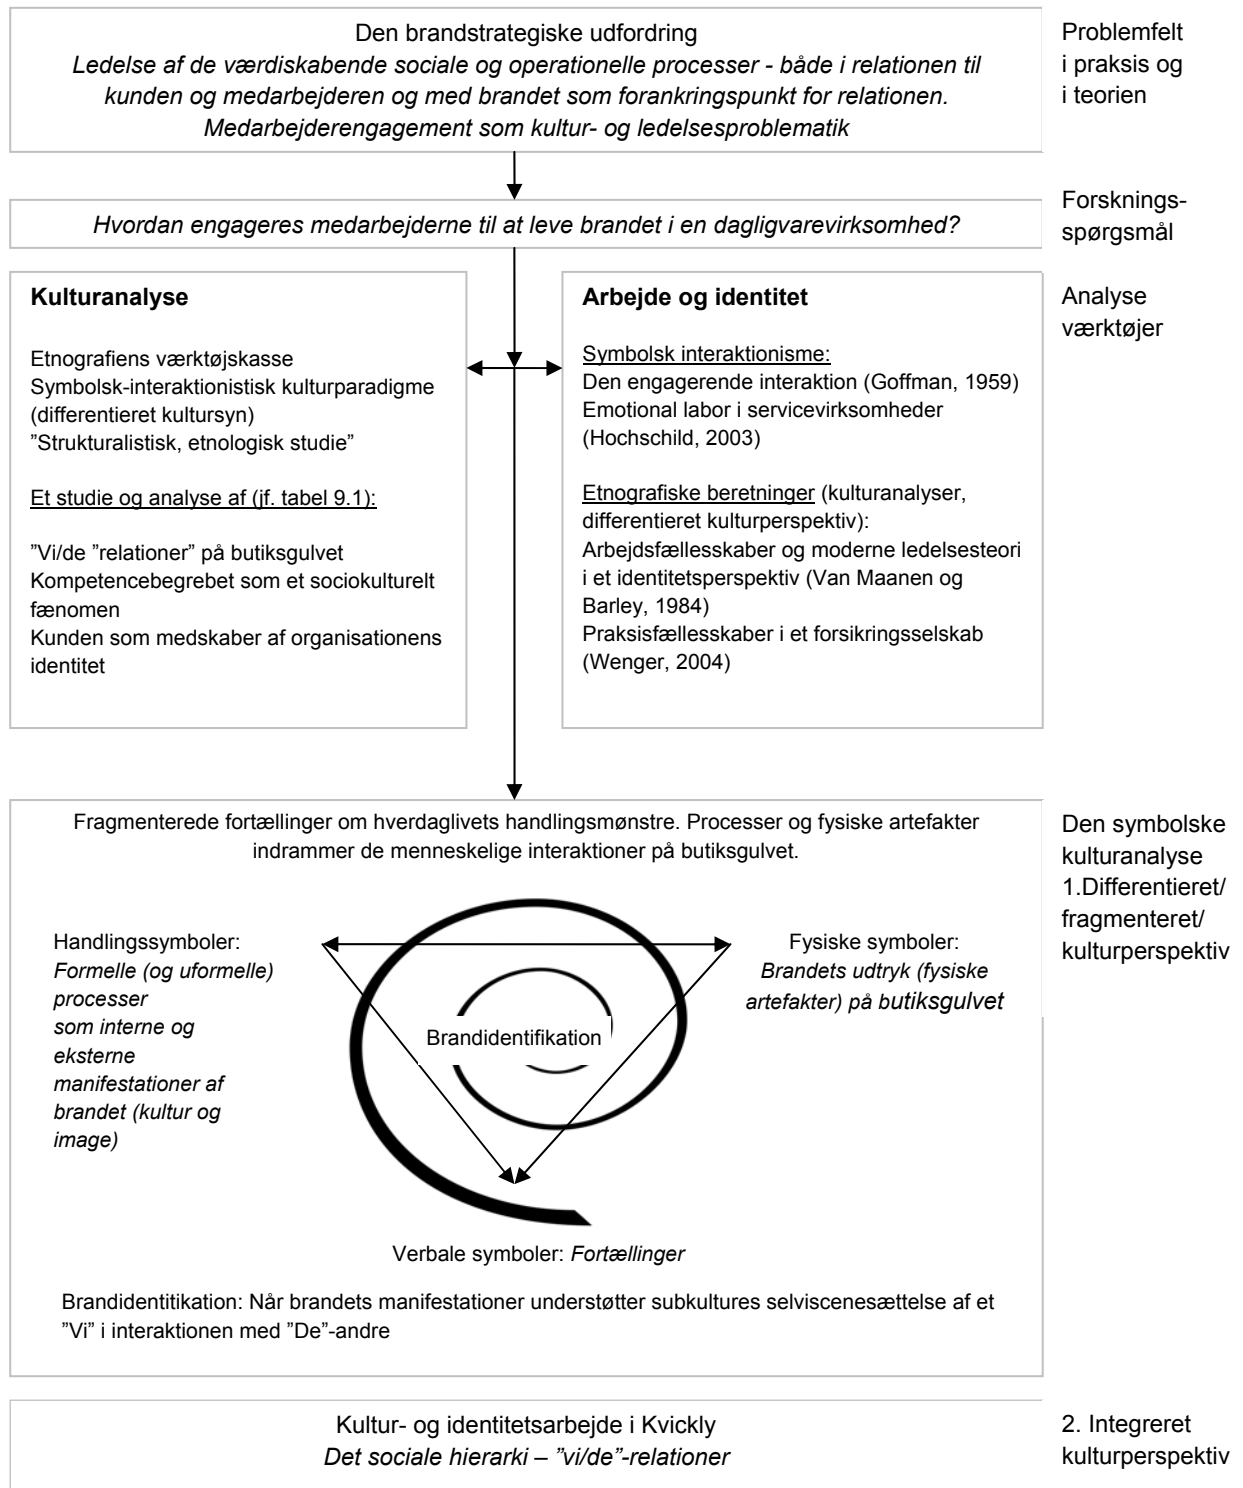 Den brandstrategiske udfordring
Ledelse af de værdiskabende sociale og operationelle processer - både i relationen til
kunden og medarbejderen og med brandet som forankringspunkt for relationen.
Medarbejderengagement som kultur- og ledelsesproblematik
Problemfelt
i praksis og
i teorien
Hvordan engageres medarbejderne til at leve brandet i en dagligvarevirksomhed?
Forsknings-
spørgsmål
Kulturanalyse
Etnografiens værktøjskasse
Symbolsk-interaktionistisk kulturparadigme
(differentieret kultursyn)
"Strukturalistisk, etnologisk studie"
Et studie og analyse af (jf. tabel 9.1):
"Vi/de "relationer" på butiksgulvet
Kompetencebegrebet som et sociokulturelt
fænomen
Kunden som medskaber af organisationens
identitet
Arbejde og identitet
Symbolsk interaktionisme:
Den engagerende interaktion (Goffman, 1959)
Emotional labor i servicevirksomheder
(Hochschild, 2003)
Etnografiske beretninger (kulturanalyser,
differentieret kulturperspektiv):
Arbejdsfællesskaber og moderne ledelsesteori
i et identitetsperspektiv (Van Maanen og
Barley, 1984)
Praksisfællesskaber i et forsikringsselskab
(Wenger, 2004)
Analyse
værktøjer
Fragmenterede fortællinger om hverdaglivets handlingsmønstre. Processer og fysiske artefakter
indrammer de menneskelige interaktioner på butiksgulvet.
Handlingssymboler:
Formelle (og uformelle)
processer
som interne og
eksterne
manifestationer af
brandet (kultur og
image)
Brandidentifikation
Fysiske symboler:
Brandets udtryk (fysiske
artefakter) på butiksgulvet
Verbale symboler: Fortællinger
Brandidentitikation: Når brandets manifestationer understøtter subkultures selviscenesættelse af et
"Vi" i interaktionen med "De"-andre
Den symbolske
kulturanalyse
1.Differentieret/
fragmenteret/
kulturperspektiv
Kultur- og identitetsarbejde i Kvickly
Det sociale hierarki – "vi/de"-relationer
2. Integreret
kulturperspektiv